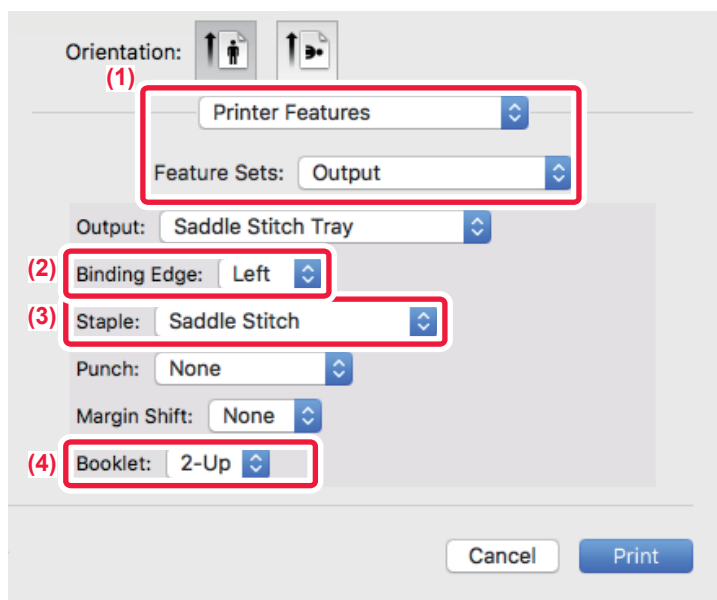 Orientation:
(1)
Printer Features
Feature Sets: Output
Output: Saddle Stitch Tray
(2) Binding Edge: Left
(3) Staple: Saddle Stitch
Punch: None
Margin Shift: None
(4) Booklet: 2-Up
Cancel Print